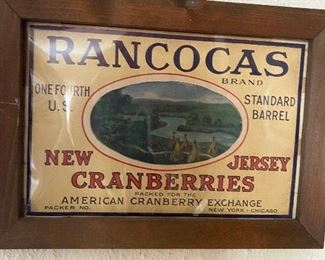 RANCOCAS
BRAND
ONE FOURTH STANDARD
U.S. BARREL
NEW JERSEY
CRANBERRIES
PACKED FOR THE
AMERICAN CRANBERRY EXCHANGE
PACKER NO. NEW YORK - CHICAGO